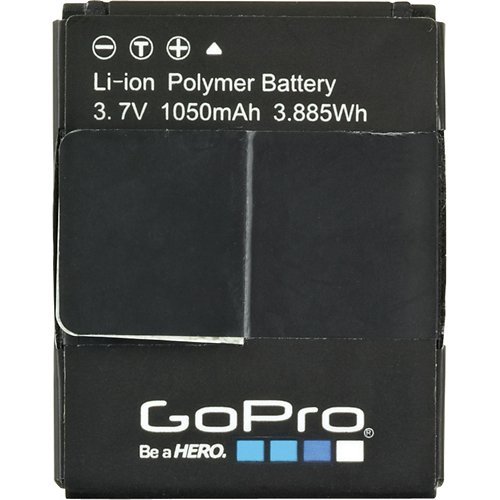 − T +
Li-ion Polymer Battery
3.7V 1050mAh 3.885Wh
GoPro®
Be a HERO.